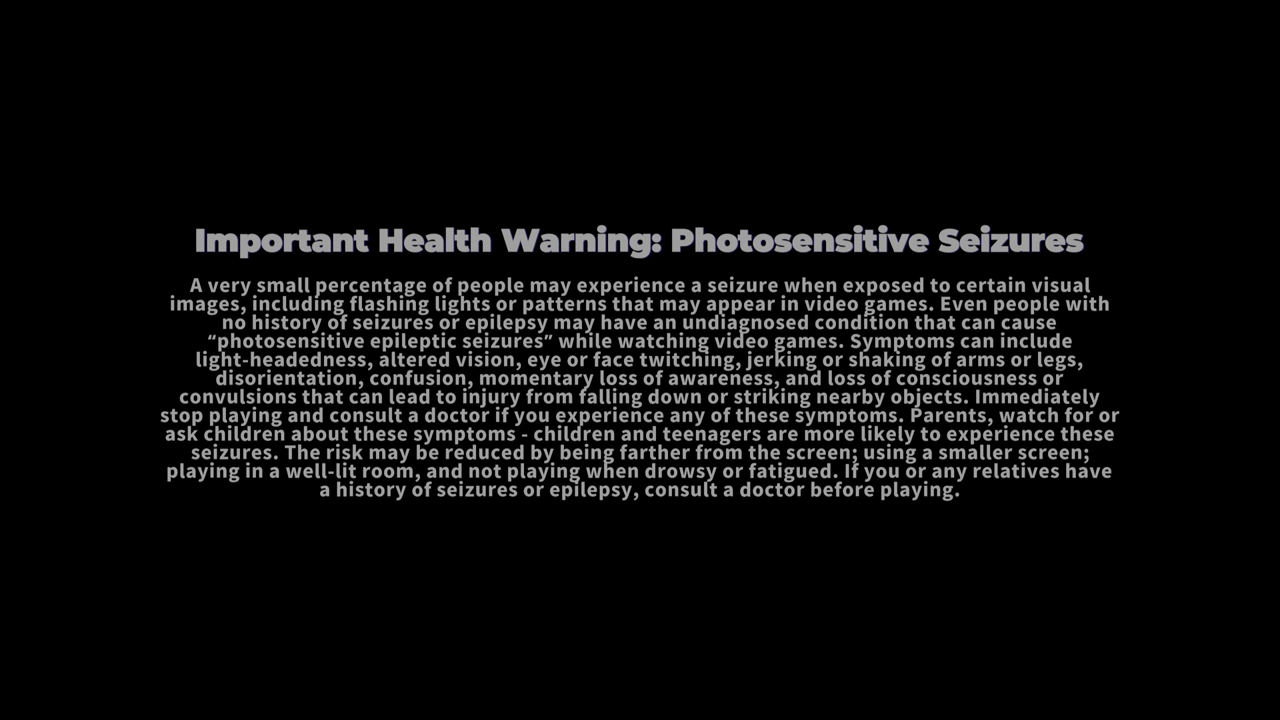 Important Health Warning: Photosensitive Seizures
A very small percentage of people may experience a seizure when exposed to certain visual
images, including flashing lights or patterns that may appear in video games. Even people with
no history of seizures or epilepsy may have an undiagnosed condition that can cause
“photosensitive epileptic seizures” while watching video games. Symptoms can include
light-headedness, altered vision, eye or face twitching, jerking or shaking of arms or legs,
disorientation, confusion, momentary loss of awareness, and loss of consciousness or
convulsions that can lead to injury from falling down or striking nearby objects. Immediately
stop playing and consult a doctor if you experience any of these symptoms. Parents, watch for or
ask children about these symptoms - children and teenagers are more likely to experience these
seizures. The risk may be reduced by being farther from the screen; using a smaller screen;
playing in a well-lit room, and not playing when drowsy or fatigued. If you or any relatives have
a history of seizures or epilepsy, consult a doctor before playing.